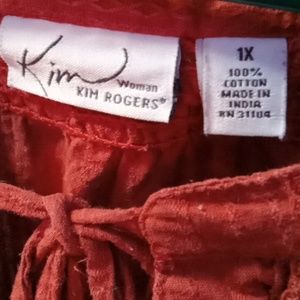 Kim
Woman
KIM ROGERS®
1X
100%
COTTON
MADE IN
INDIA
RN 31104